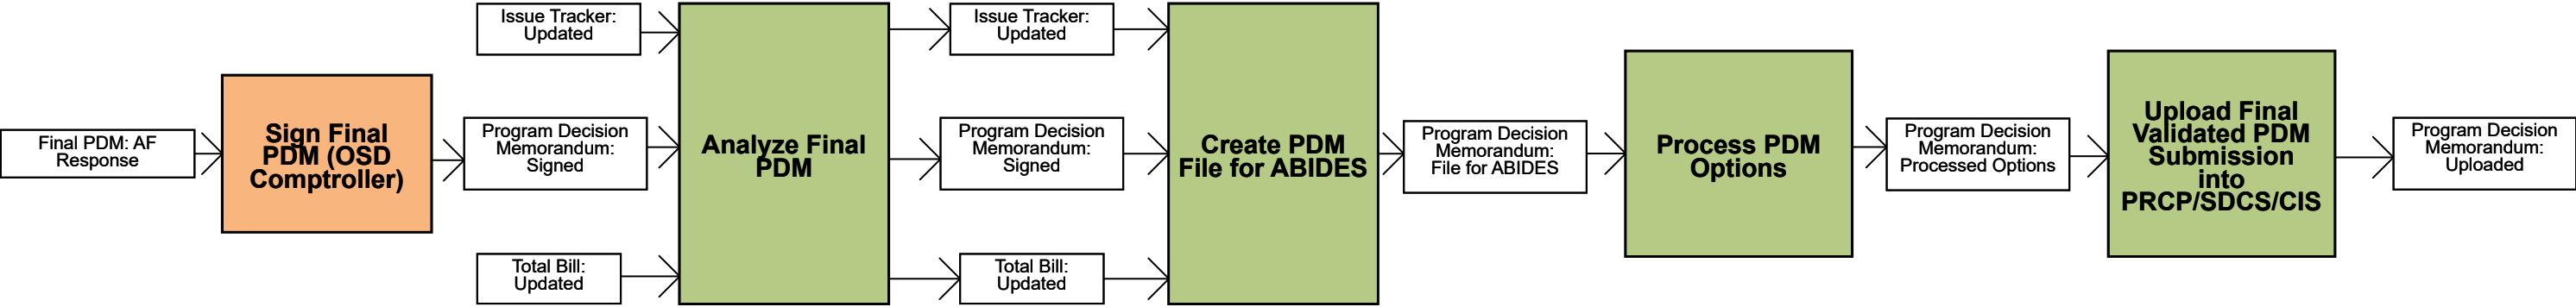 Final PDM: AF
Response
Sign Final
PDM (OSD
Comptroller)
Issue Tracker:
Updated
Program Decision
Memorandum:
Signed
Total Bill:
Updated
Analyze Final
PDM
Issue Tracker:
Updated
Program Decision
Memorandum:
Signed
Total Bill:
Updated
Create PDM
File for ABIDES
Program Decision
Memorandum:
File for ABIDES
Process PDM
Options
Program Decision
Memorandum:
Processed Options
Upload Final
Validated PDM
Submission
into
PRCP/SDCS/CIS
Program Decision
Memorandum:
Uploaded